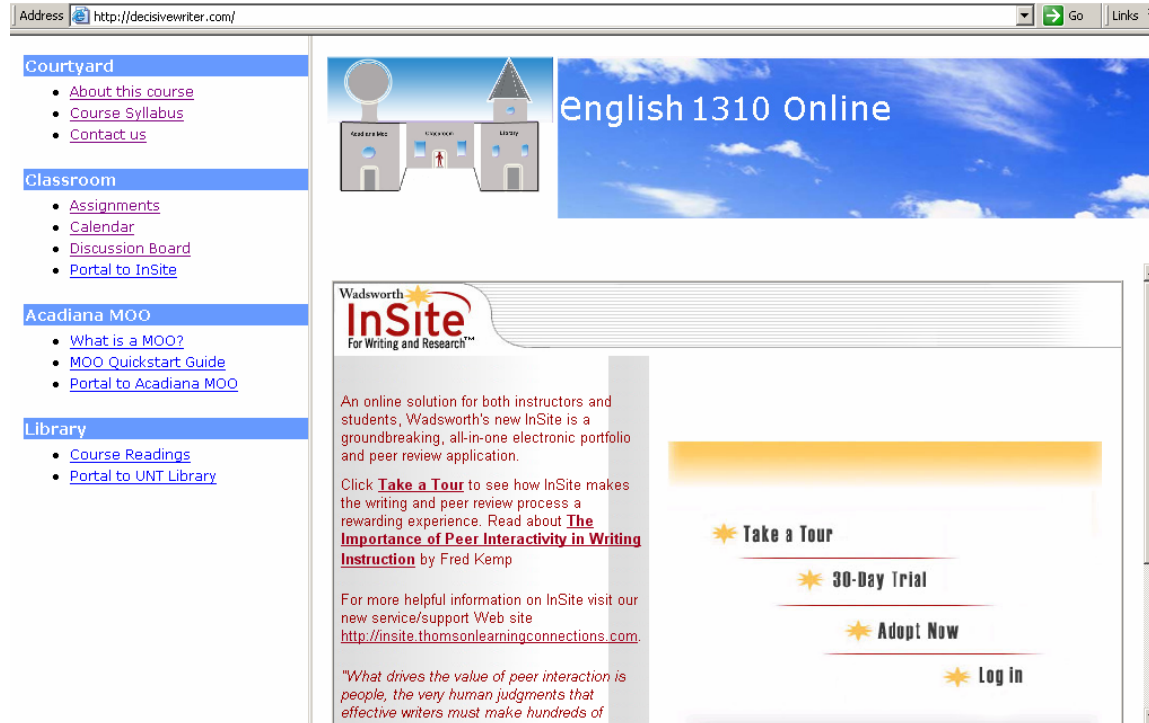 Address http://decisivewriter.com/ Go Links
Courtyard
About this course
Course Syllabus
Contact us
Classroom
Assignments
Calendar
Discussion Board
Portal to InSite
Acadiana MOO
What is a MOO?
MOO Quickstart Guide
Portal to Acadiana MOO
Library
Course Readings
Portal to UNT Library
Acadiana Moo Classroom Library
english 1310 Online
Wadsworth
InSite
For Writing and Research™
An online solution for both instructors and
students, Wadsworth's new InSite is a
groundbreaking, all-in-one electronic portfolio
and peer review application.
Click Take a Tour to see how InSite makes
the writing and peer review process a
rewarding experience. Read about The
Importance of Peer Interactivity in Writing
Instruction by Fred Kemp
For more helpful information on InSite visit our
new service/support Web site
http://insite.thomsonlearningconnections.com.
"What drives the value of peer interaction is
people, the very human judgments that
effective writers must make hundreds of
Take a Tour
30-Day Trial
Adopt Now
Log in